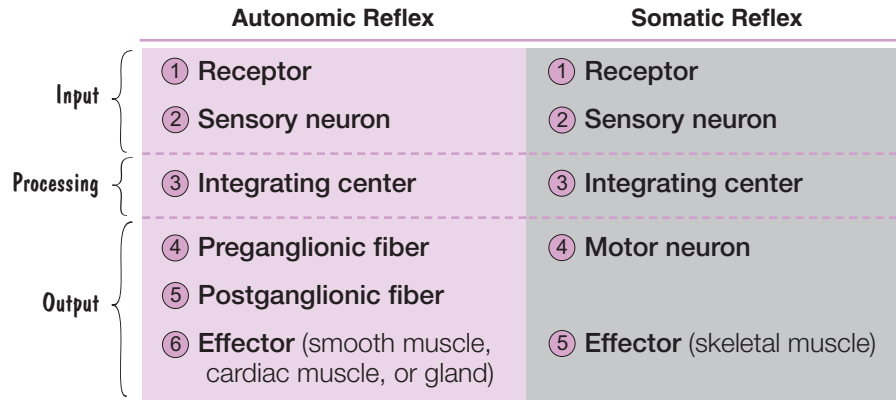 Autonomic Reflex
Somatic Reflex
Input
1 Receptor
2 Sensory neuron
1 Receptor
2 Sensory neuron
Processing
3 Integrating center
3 Integrating center
Output
4 Preganglionic fiber
5 Postganglionic fiber
6 Effector (smooth muscle,
cardiac muscle, or gland)
4 Motor neuron
5 Effector (skeletal muscle)